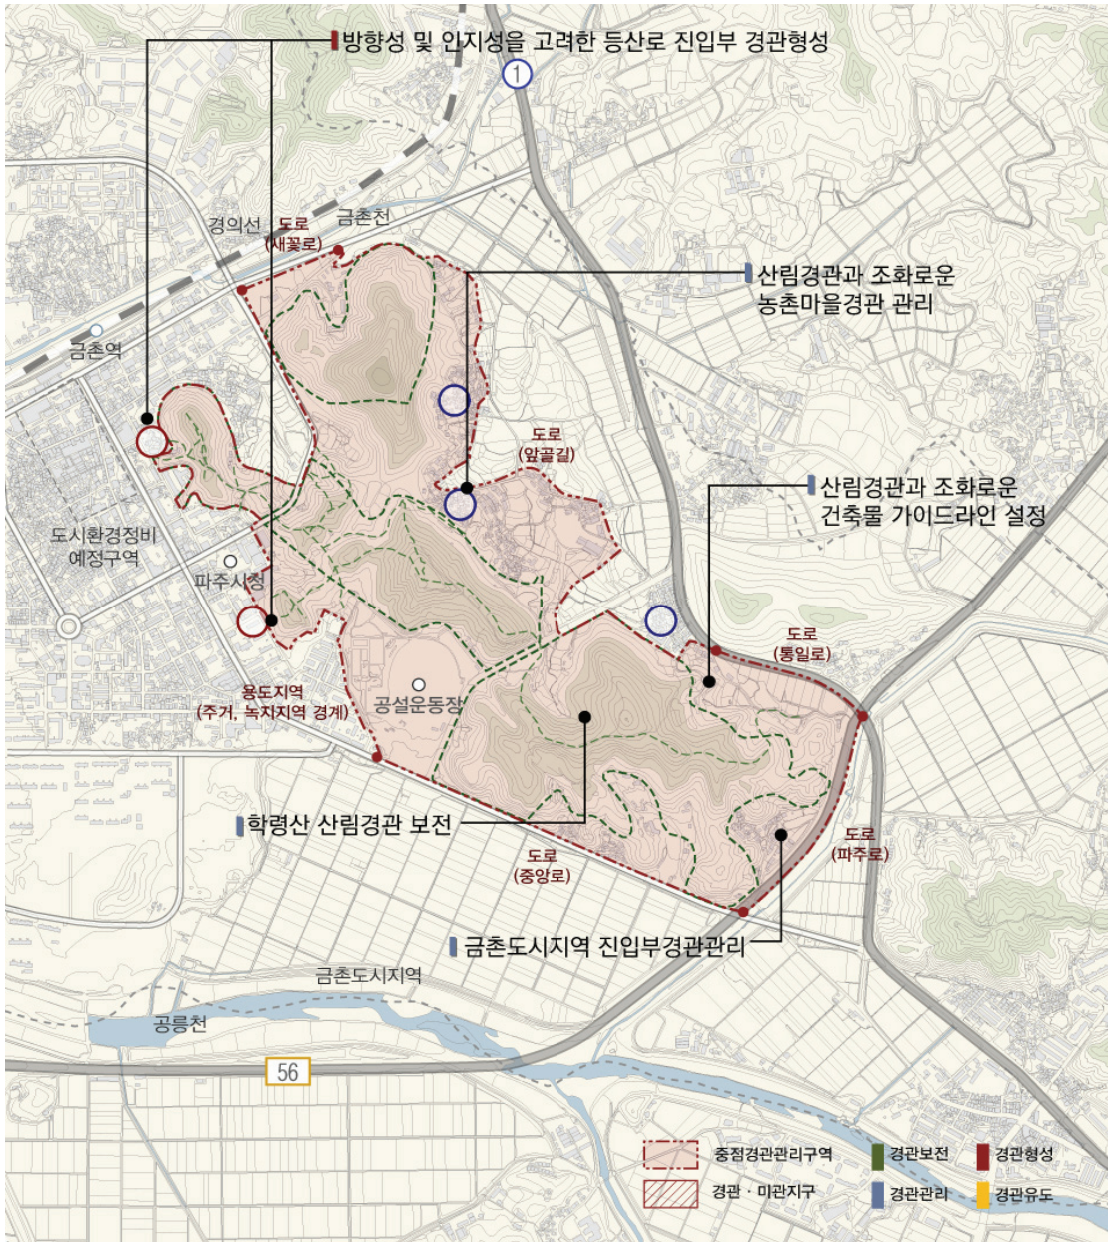 방향성 및 인지성을 고려한 등산로 진입부 경관형성
1
경의선
도로
(새꽃로)
금촌천
산림경관과 조화로운
농촌마을경관 관리
금촌역
도로
(앞골길)
산림경관과 조화로운
건축물 가이드라인 설정
도시환경정비
예정구역
파주시청
도로
(통일로)
용도지역
(주거, 녹지지역 경계)
공설운동장
학령산 산림경관 보전
도로
(중앙로)
도로
(파주로)
금촌도시지역 진입부경관관리
금촌도시지역
공릉천
56
중점경관관리구역
경관보전
경관형성
경관 · 미관지구
경관관리
경관유도